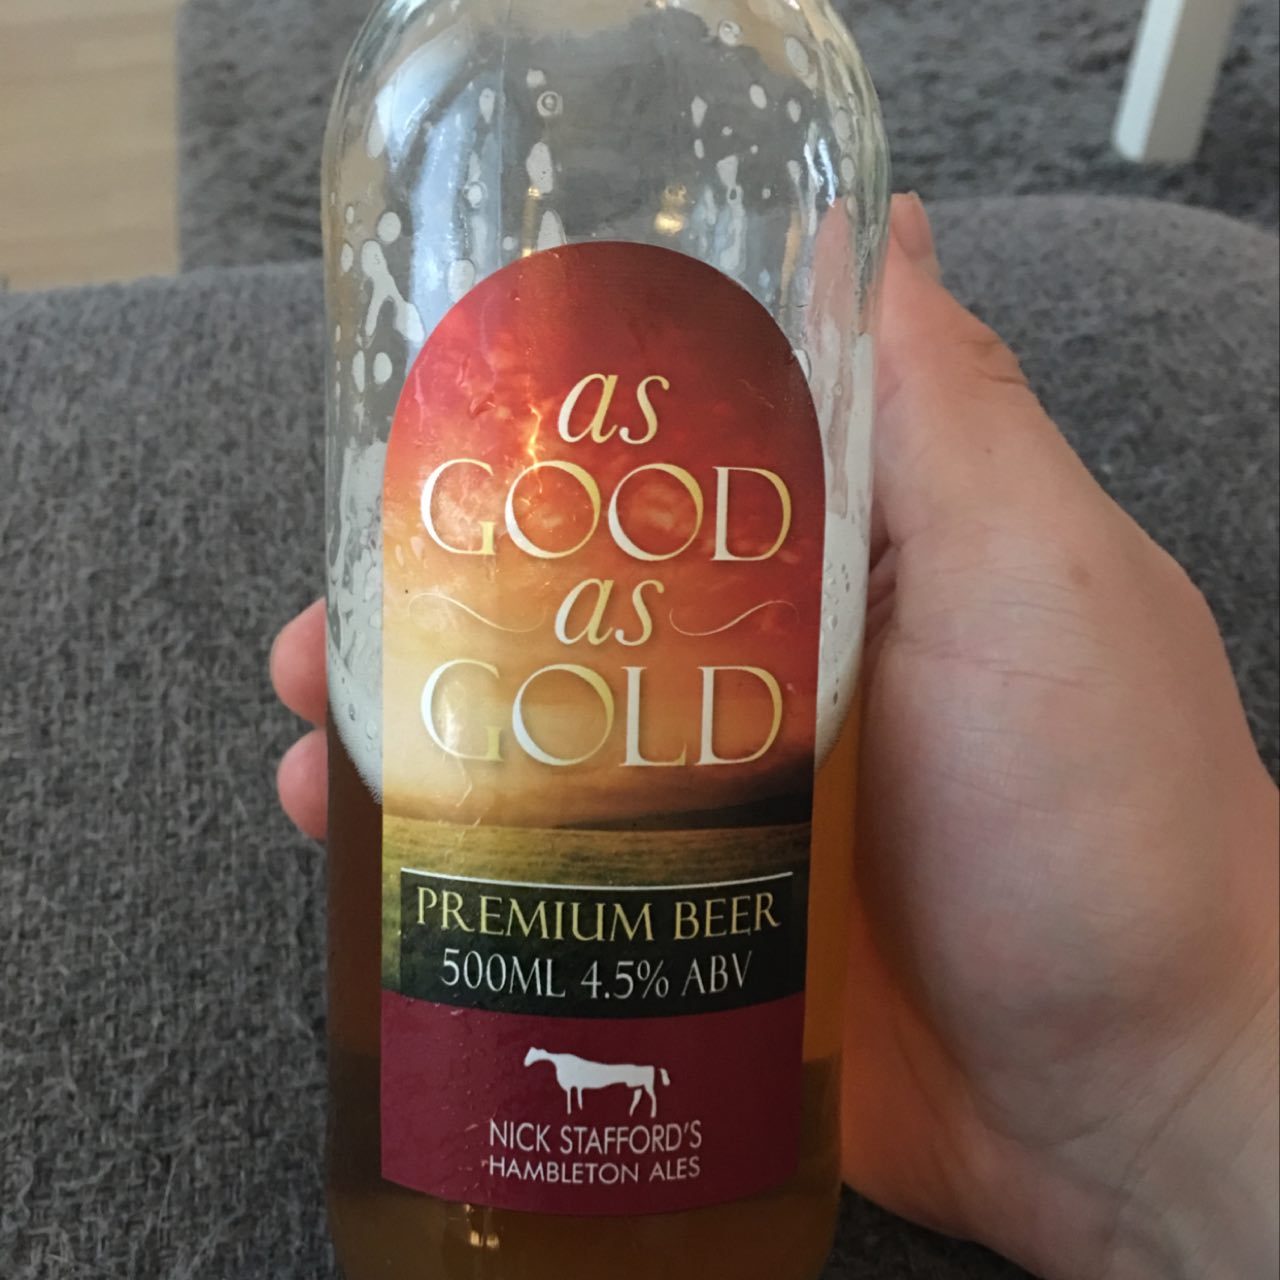 as
GOOD
as
GOLD
PREMIUM BEER
500ML 4.5% ABV
NICK STAFFORD'S
HAMBLETON ALES